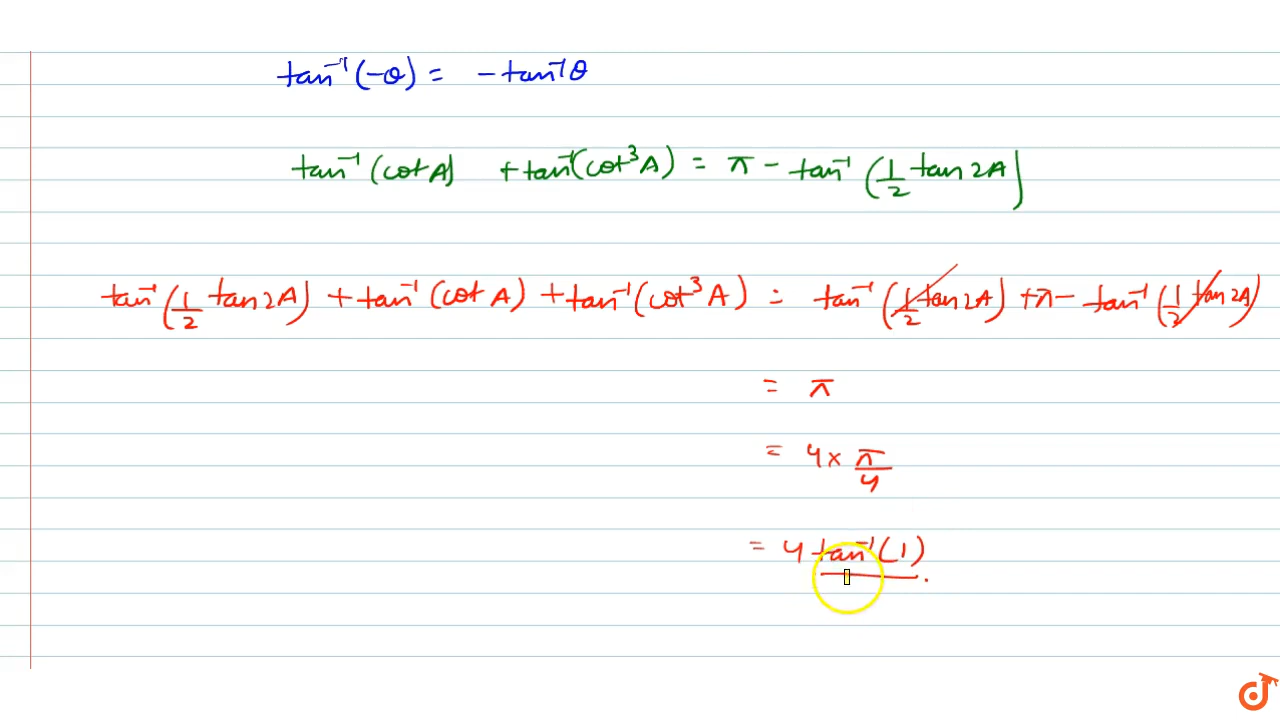 tan⁻¹(-θ) = -tan⁻¹θ
tan⁻¹(cot A) + tan⁻¹(cot³A) = π - tan⁻¹(1/2 tan 2A)
tan⁻¹(1/2 tan 2A) + tan⁻¹(cot A) + tan⁻¹(cot³A) = tan⁻¹(1/2 tan 2A) + π - tan⁻¹(1/2 tan 2A)
= π
= 4 × π/4
= 4 tan⁻¹(1).